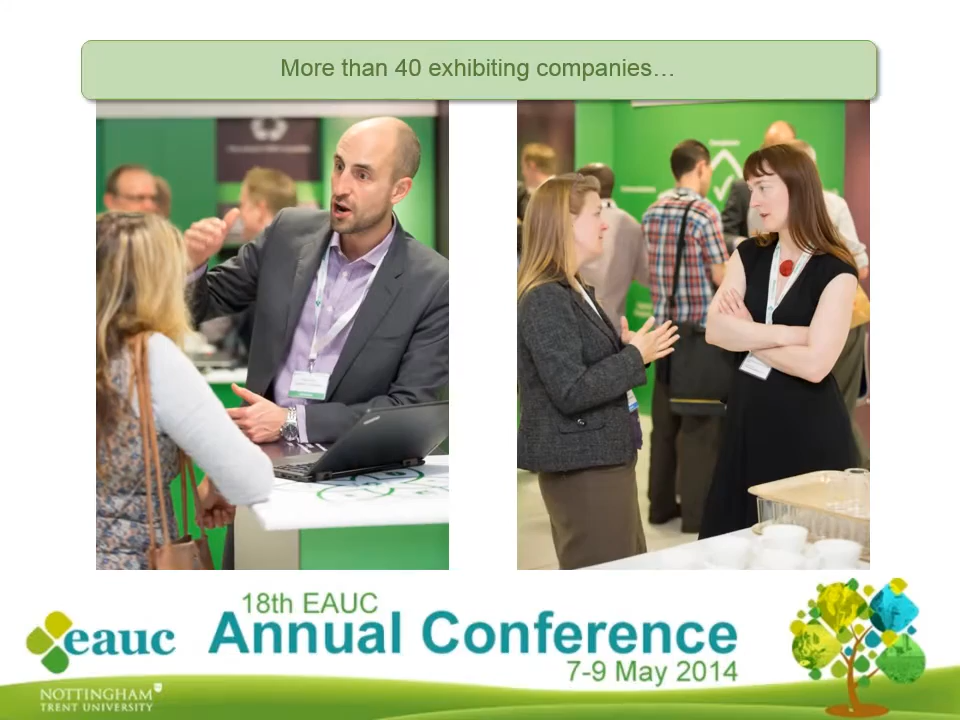 More than 40 exhibiting companies…
18th EAUC
eauc
Annual Conference
7-9 May 2014
NOTTINGHAM
TRENT UNIVERSITY